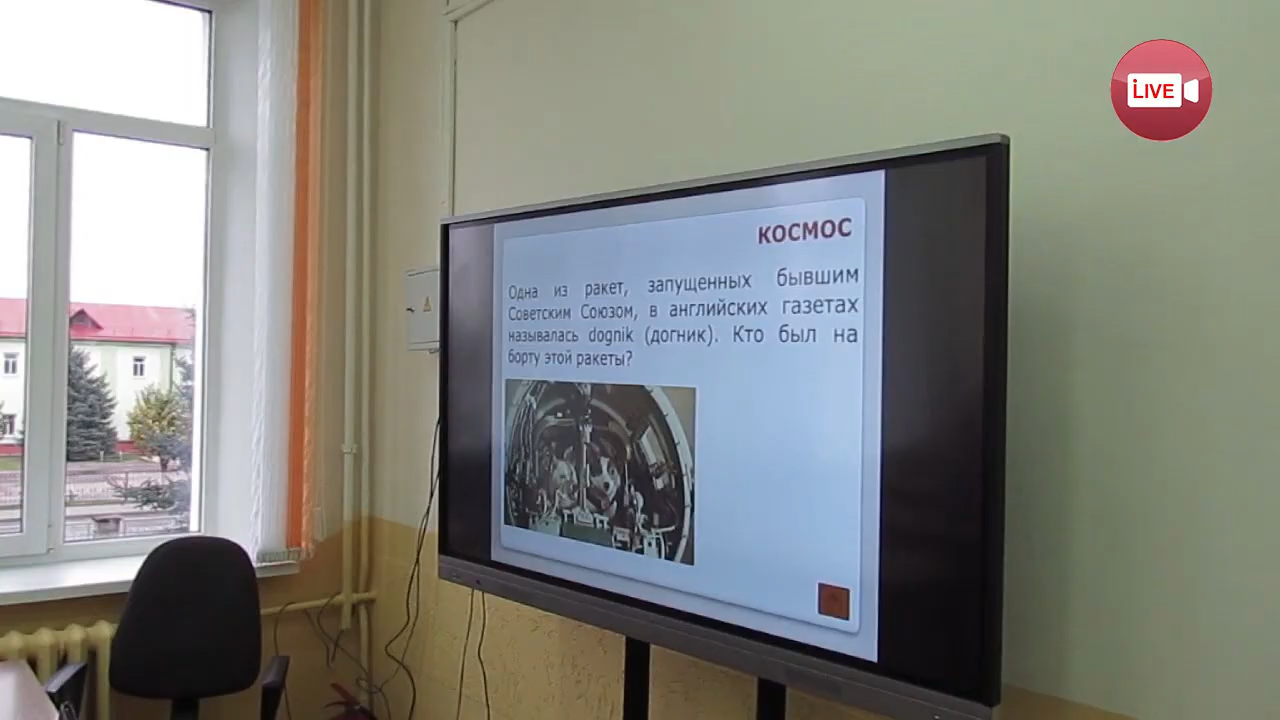 LIVE
КОСМОС
Одна из ракет, запущенных бывшим
Советским Союзом, в английских газетах
называлась dognik (догник). Кто был на
борту этой ракеты?